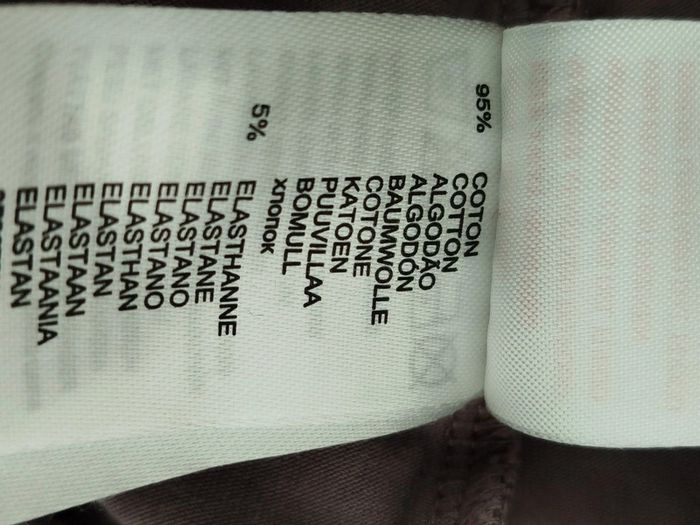 95% COTON
COTTON
ALGODÃO
ALGODÓN
BAUMWOLLE
COTONE
KATOEN
PUUVILLAA
BOMULL
хлопок
5% ELASTHANNE
ELASTANE
ELASTANO
ELASTANO
ELASTHAN
ELASTAN
ELASTAAN
ELASTAANIA
ELASTAN